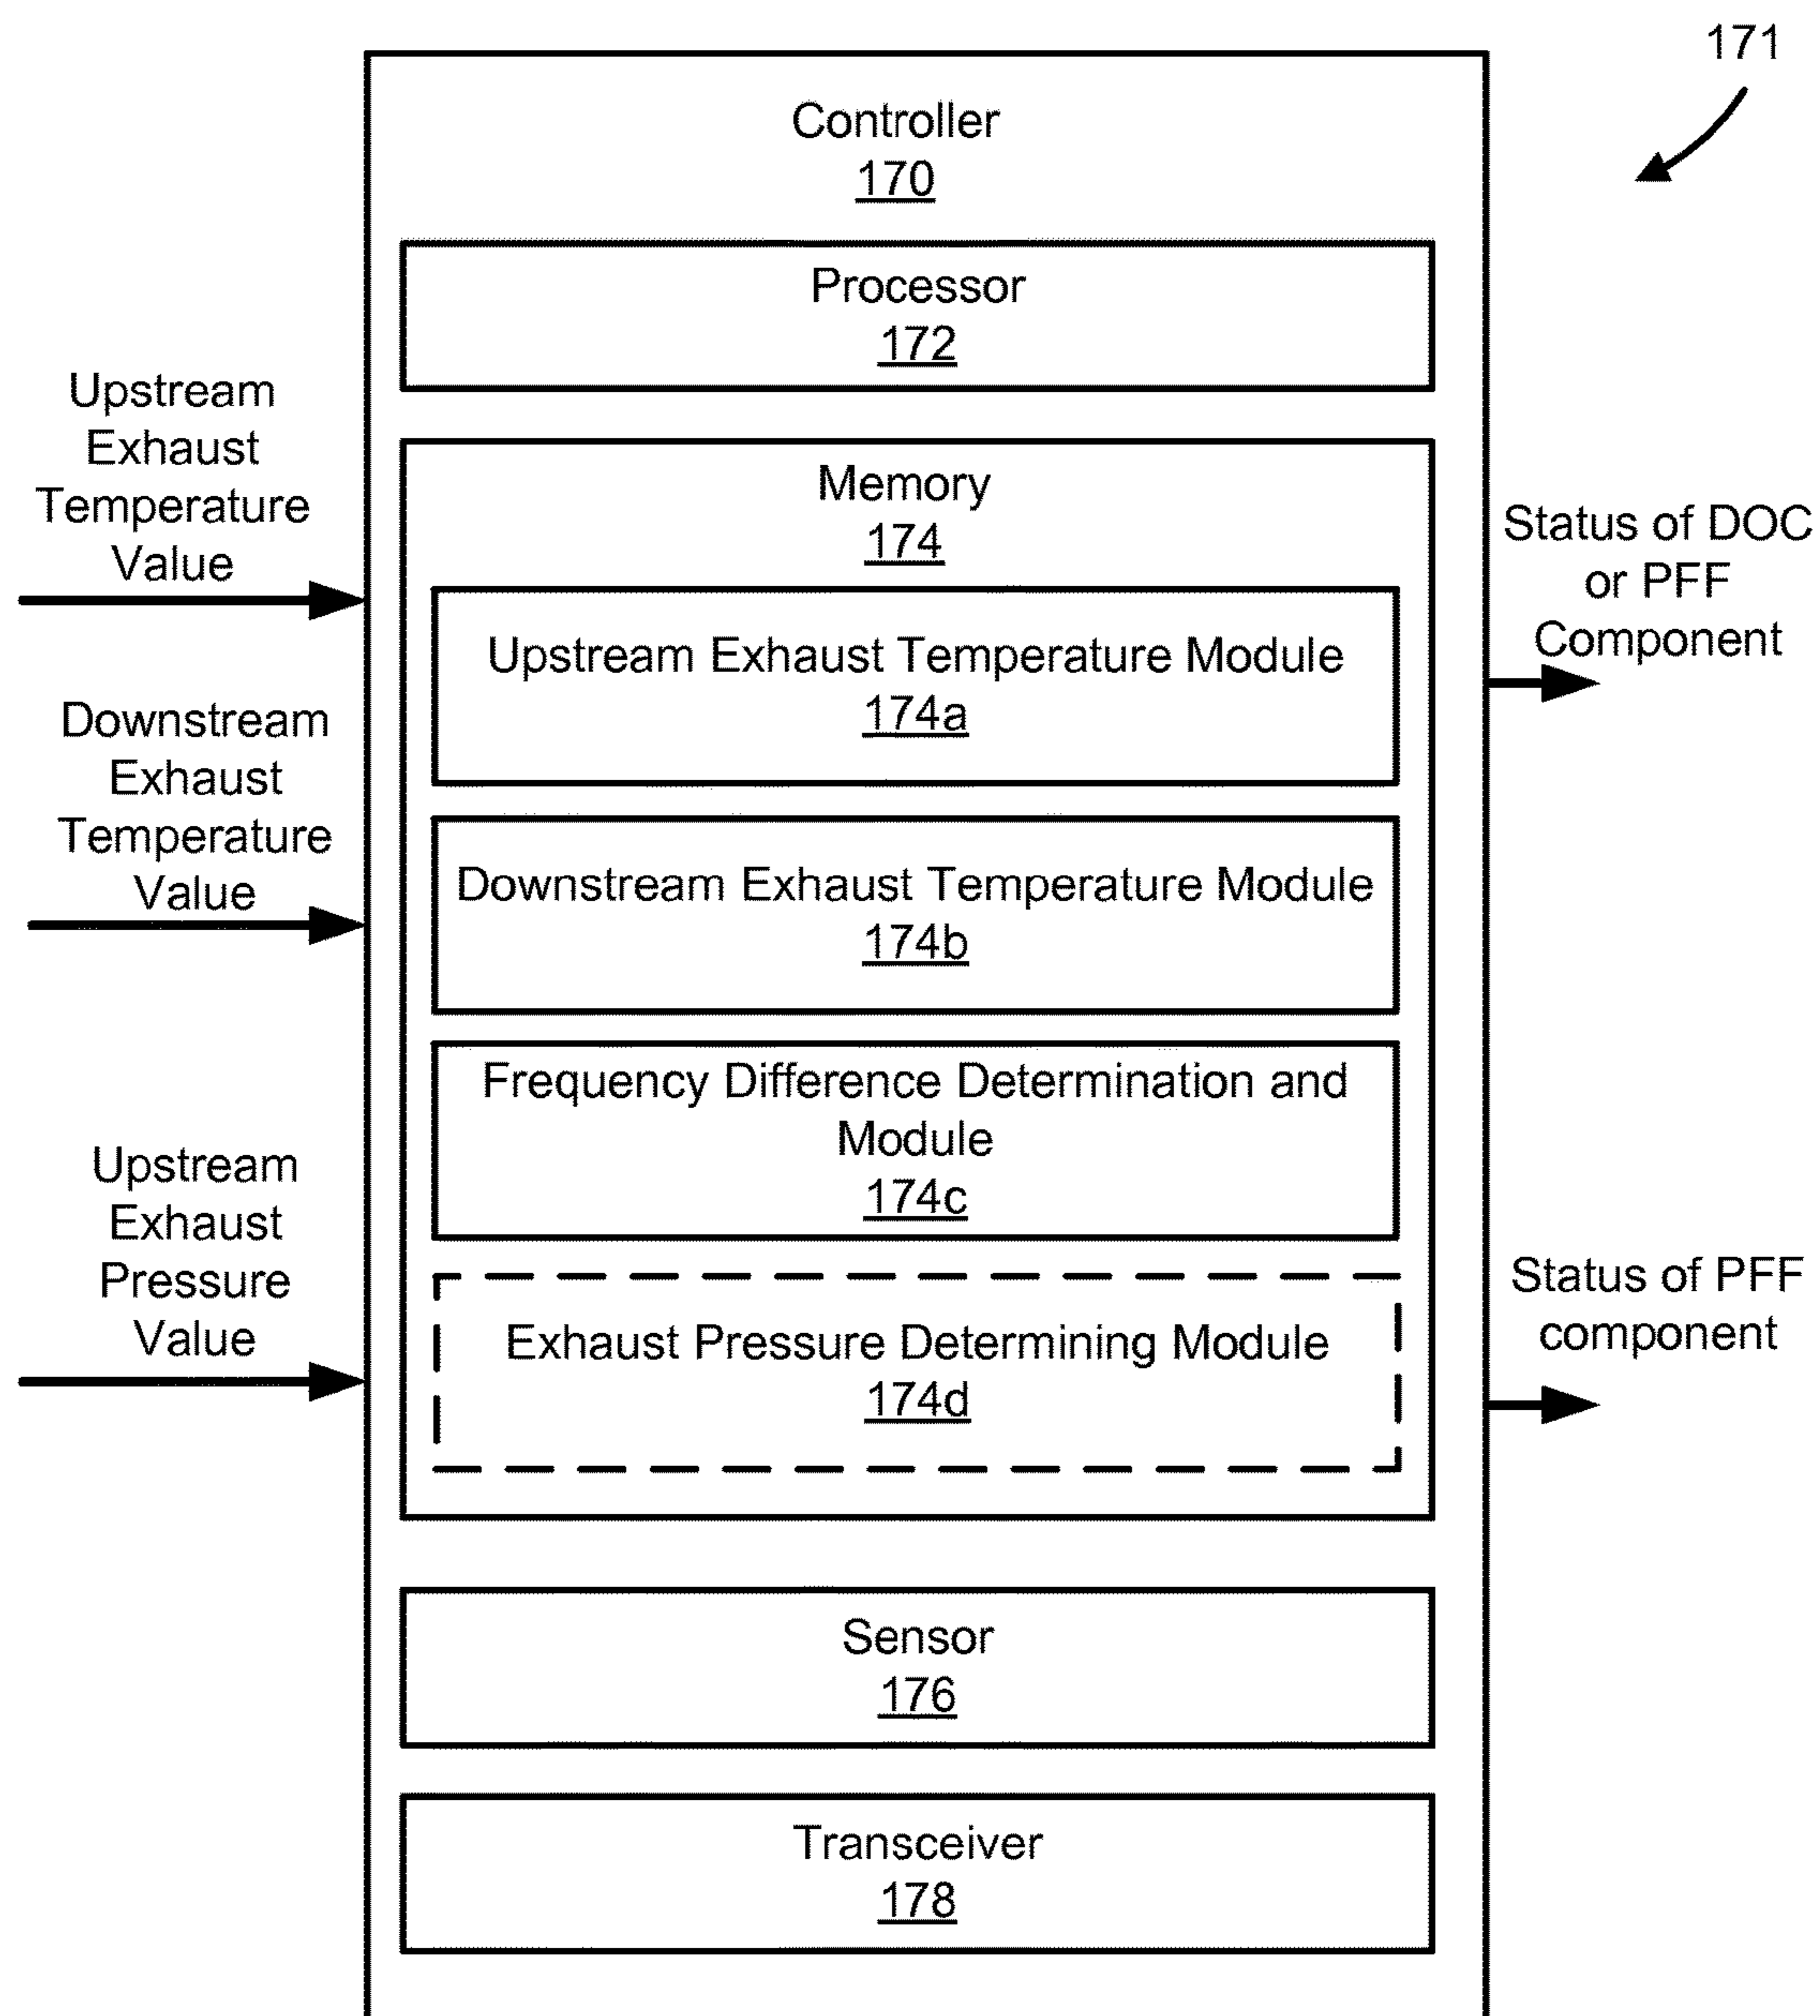 171
Controller
170
Processor
172
Upstream
Exhaust
Temperature
Value
Memory
174
Status of DOC
or PFF
Component
Upstream Exhaust Temperature Module
174a
Downstream
Exhaust
Temperature
Value
Downstream Exhaust Temperature Module
174b
Frequency Difference Determination and
Module
174c
Upstream
Exhaust
Pressure
Value
Exhaust Pressure Determining Module
174d
Status of PFF
component
Sensor
176
Transceiver
178